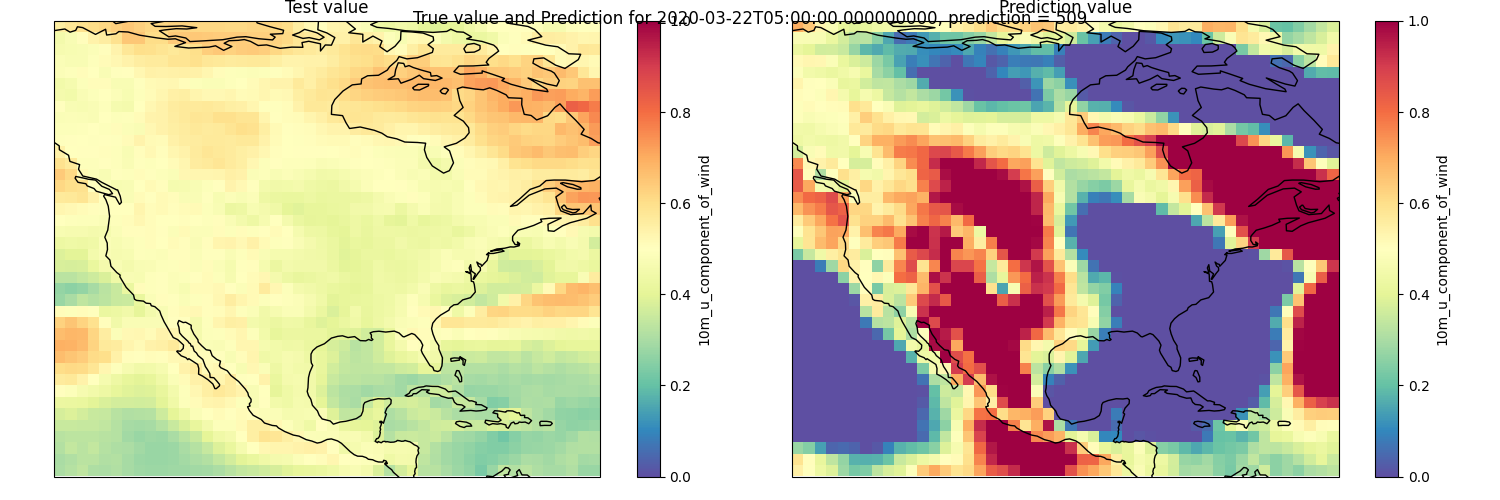 Test value
Prediction value
True value and Prediction for 2020-03-22T05:00:00.000000000, prediction = 509
1.0
0.8
0.6
0.4
0.2
0.0
10m_u_component_of_wind
1.0
0.8
0.6
0.4
0.2
0.0
10m_u_component_of_wind